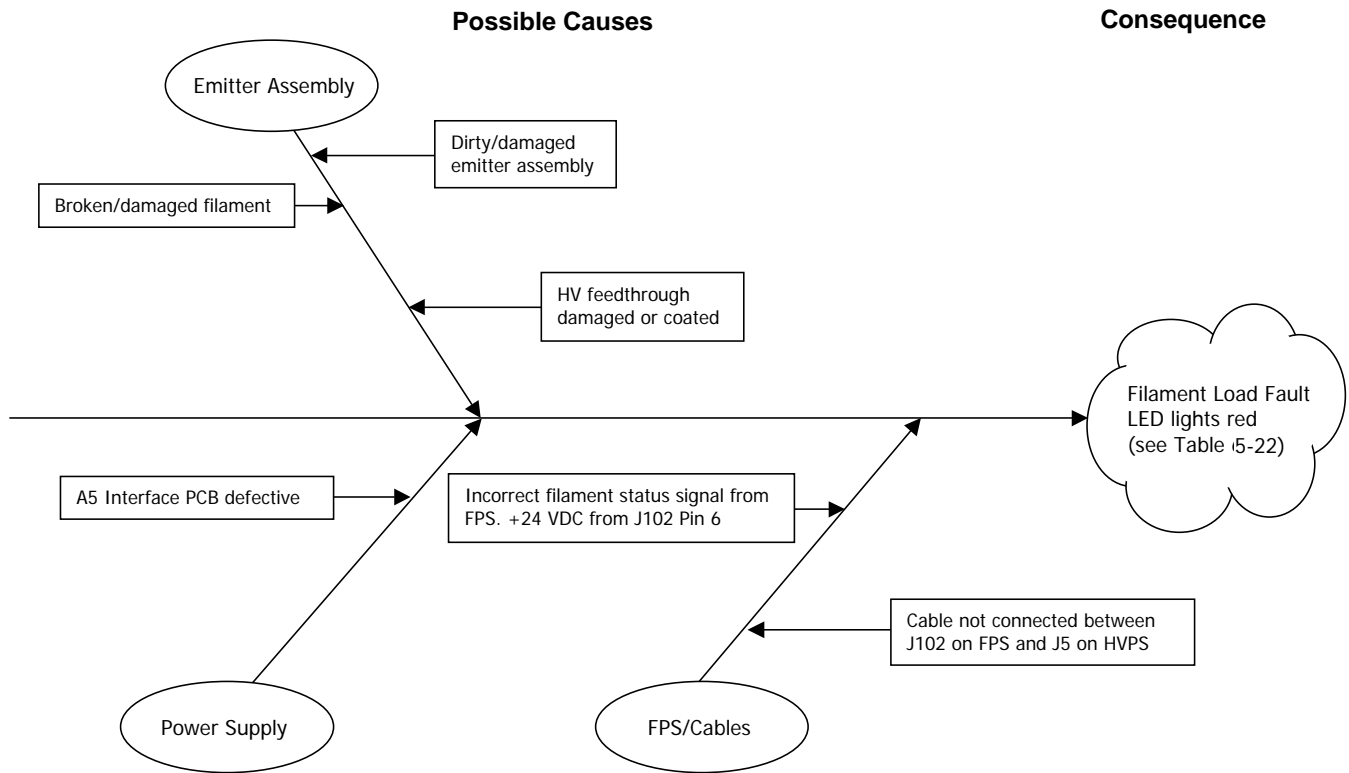 Possible Causes
Consequence
Emitter Assembly
Dirty/damaged
emitter assembly
Broken/damaged filament
HV feedthrough
damaged or coated
Filament Load Fault
LED lights red
(see Table 5-22)
A5 Interface PCB defective
Incorrect filament status signal from
FPS. +24 VDC from J102 Pin 6
Cable not connected between
J102 on FPS and J5 on HVPS
Power Supply
FPS/Cables